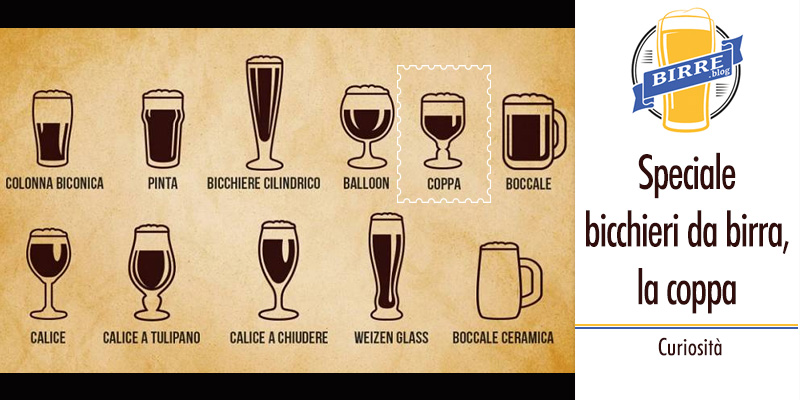 COLONNA BICONICA
PINTA
BICCHIERE CILINDRICO
BALLOON
COPPA
BOCCALE
CALICE
CALICE A TULIPANO
CALICE A CHIUDERE
WEIZEN GLASS
BOCCALE CERAMICA
BIRRE
.blog
Speciale
bicchieri da birra,
la coppa
Curiosità